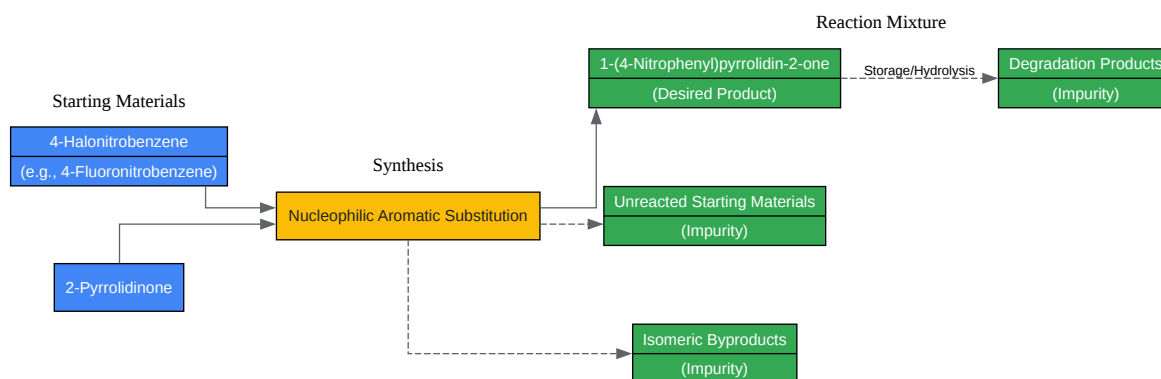 Reaction Mixture
1-(4-Nitrophenyl)pyrrolidin-2-one
(Desired Product)
Storage/Hydrolysis
Degradation Products
(Impurity)
Starting Materials
4-Halonitrobenzene
(e.g., 4-Fluoronitrobenzene)
Synthesis
Nucleophilic Aromatic Substitution
Unreacted Starting Materials
(Impurity)
2-Pyrrolidinone
Isomeric Byproducts
(Impurity)